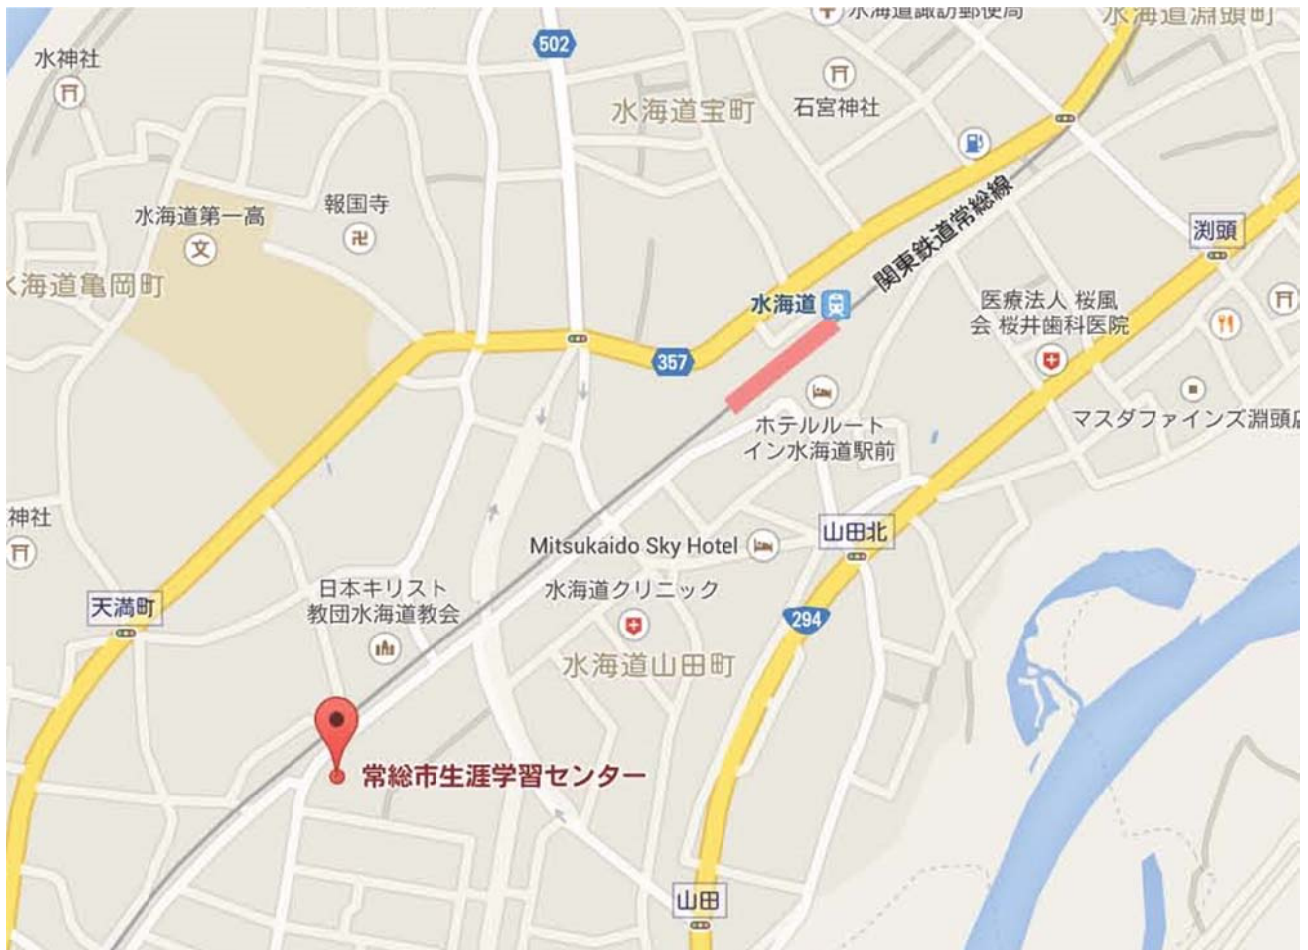 水海道諏訪郵便局
水海道淵頭町
502
水神社
水海道宝町
石宮神社
関東鉄道常総線
水海道第一高
報国寺
渕頭
水海道亀岡町
水海道
医療法人 桜風
会 桜井歯科医院
357
ホテルルート
イン水海道駅前
マスダファインズ淵頭店
神社
山田北
Mitsukaido Sky Hotel
日本キリスト
教団水海道教会
水海道クリニック
天満町
294
水海道山田町
常総市生涯学習センター
山田